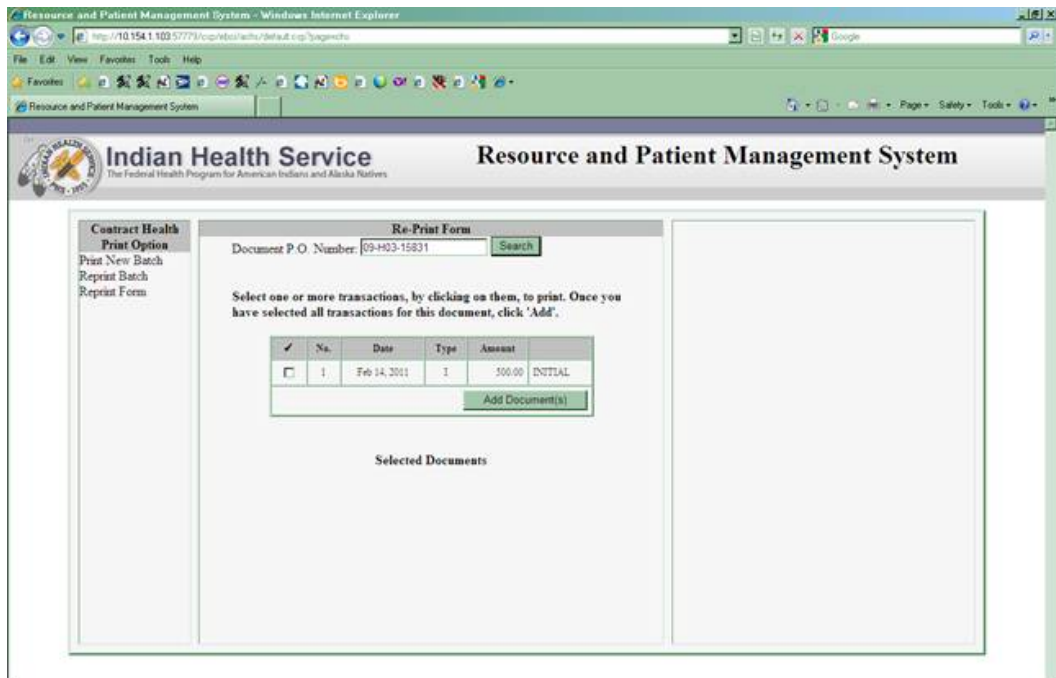 Resource and Patient Management System - Windows Internet Explorer
Google
File Edit View Favorites Tools Help
Favorites
Resource and Patient Management System
Page Safety Tools
Indian Health Service
The Federal Health Program for American Indians and Alaska Natives
Resource and Patient Management System
Contract Health
Print Option
Print New Batch
Reprint Batch
Reprint Form
Re-Print Form
Document P.O. Number: 09-H03-15831 Search
Select one or more transactions, by clicking on them, to print. Once you
have selected all transactions for this document, click 'Add'.
✓ No. Date Type Amount
1 Feb 14, 2011 I 500.00 INITIAL
Add Document(s)
Selected Documents